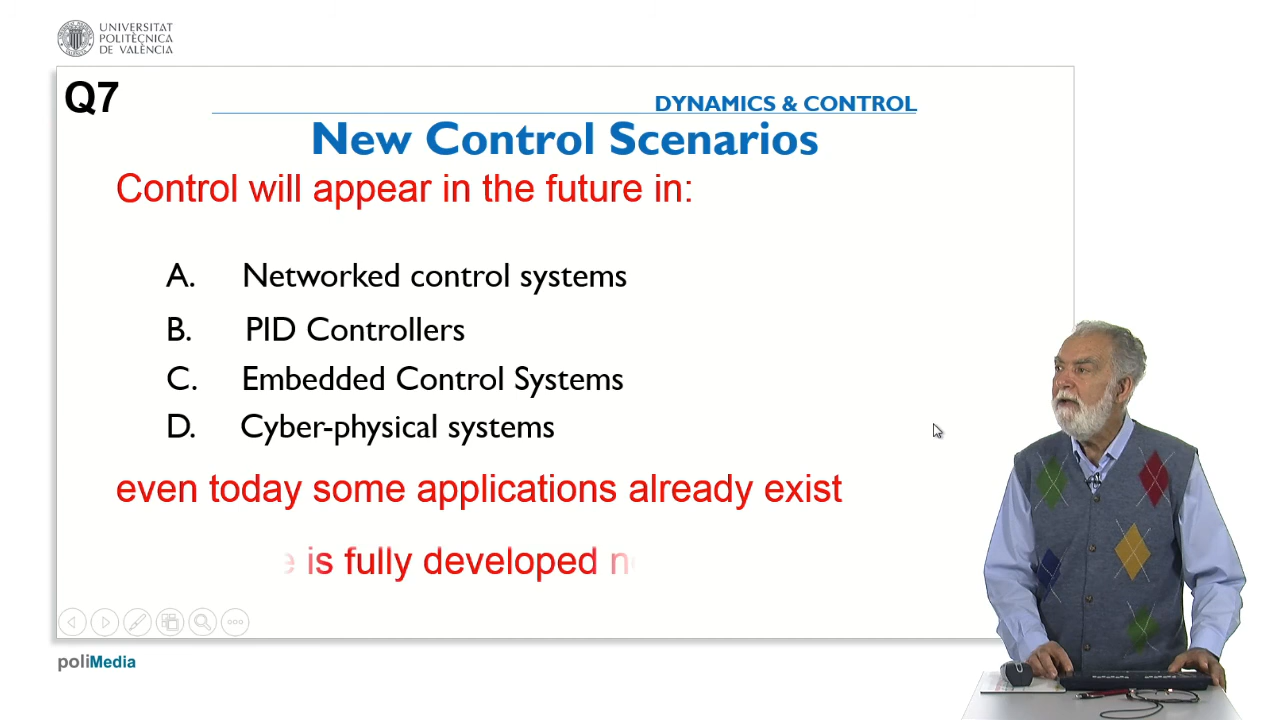 UNIVERSITAT
POLITÈCNICA
DE VALÈNCIA
Q7
DYNAMICS & CONTROL
New Control Scenarios
Control will appear in the future in:
A. Networked control systems
B. PID Controllers
C. Embedded Control Systems
D. Cyber-physical systems
even today some applications already exist
is fully developed
poliMedia